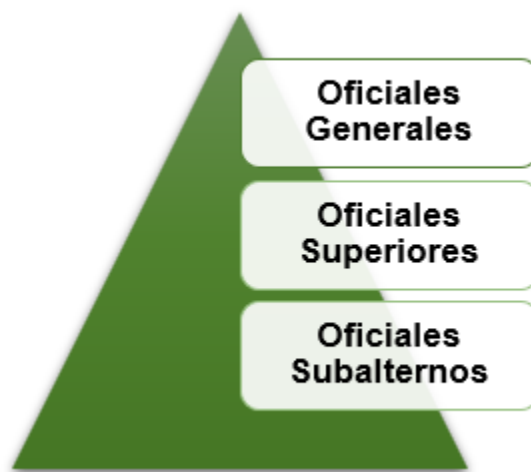 Oficiales
Generales
Oficiales
Superiores
Oficiales
Subalternos